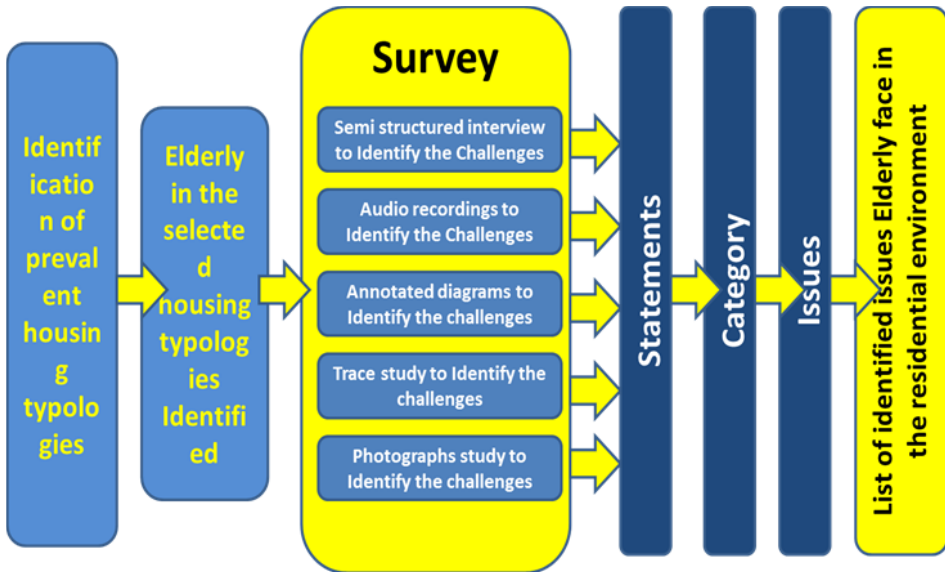 Identif
icatio
n of
preval
ent
housin
g
typolo
gies
Elderly
in the
selecte
d
housing
typolog
ies
Identifi
ed
Survey
Semi structured interview
to Identify the Challenges
Audio recordings to
Identify the Challenges
Annotated diagrams to
Identify the challenges
Trace study to Identify the
challenges
Photographs study to
Identify the challenges
Statements
Category
Issues
List of identified issues Elderly face in
the residential environment